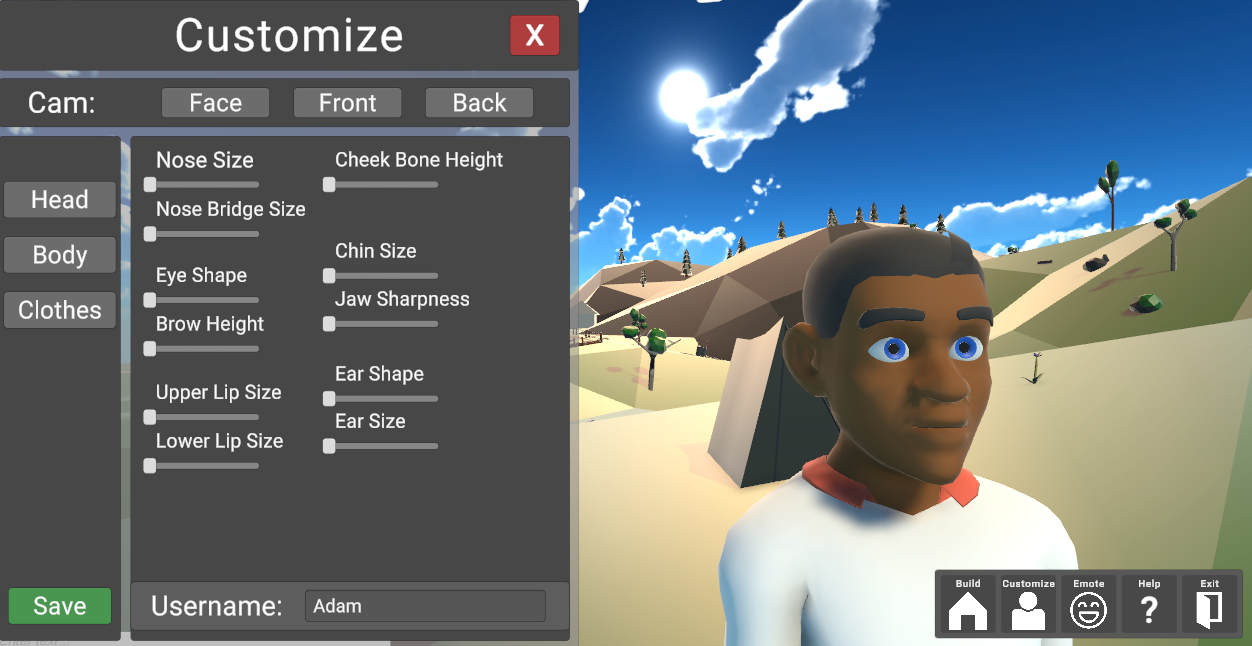 Customize
X
Cam:
Face
Front
Back
Head
Body
Clothes
Nose Size
Nose Bridge Size
Eye Shape
Brow Height
Upper Lip Size
Lower Lip Size
Cheek Bone Height
Chin Size
Jaw Sharpness
Ear Shape
Ear Size
Save
Username:
Adam
Enter text...
Build
Customize
Emote
Help
?
Exit